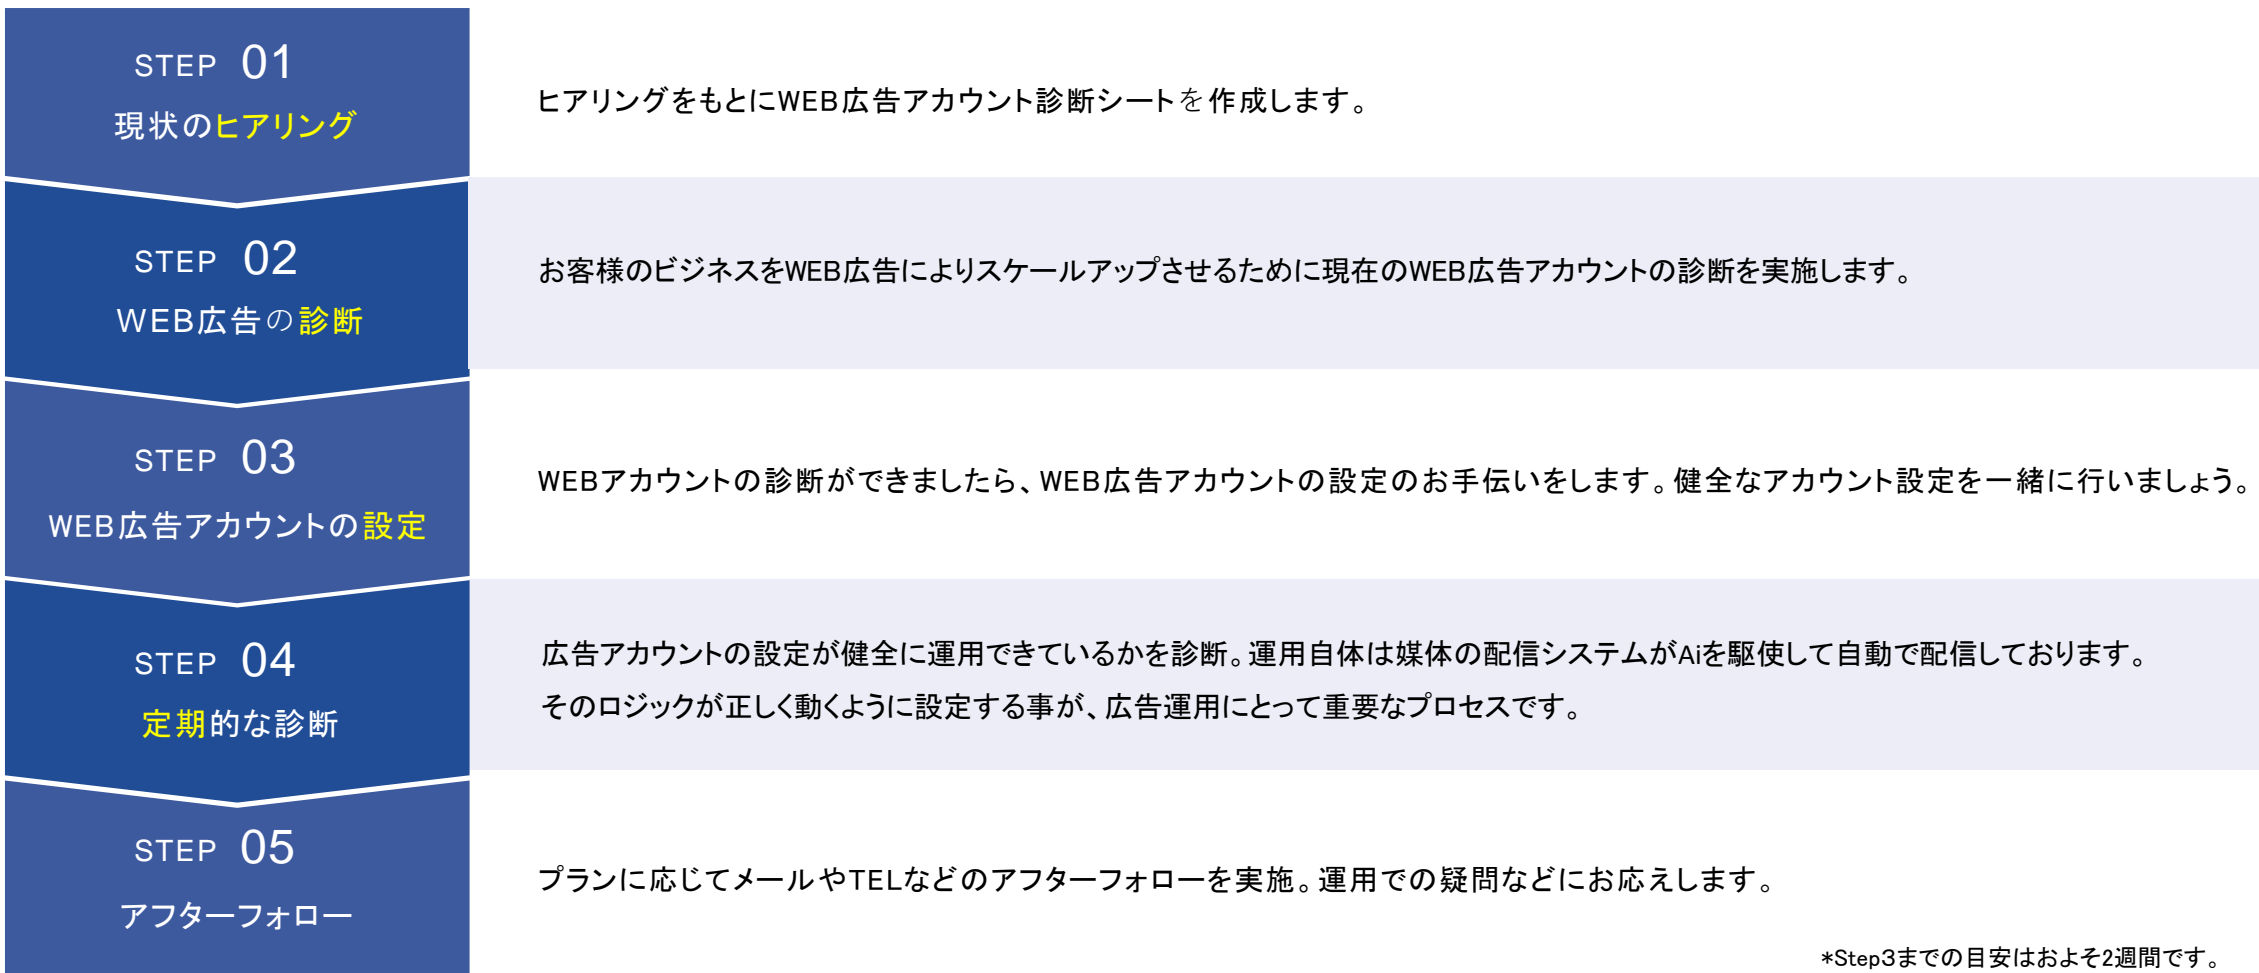 STEP 01
現状のヒアリング
ヒアリングをもとにWEB広告アカウント診断シートを作成します。
STEP 02
WEB広告の診断
お客様のビジネスをWEB広告によりスケールアップさせるために現在のWEB広告アカウントの診断を実施します。
STEP 03
WEB広告アカウントの設定
WEBアカウントの診断ができましたら、WEB広告アカウントの設定のお手伝いをします。健全なアカウント設定を一緒に行いましょう。
STEP 04
定期的な診断
広告アカウントの設定が健全に運用できているかを診断。運用自体は媒体の配信システムがAiを駆使して自動で配信しております。
そのロジックが正しく動くように設定する事が、広告運用にとって重要なプロセスです。
STEP 05
アフターフォロー
プランに応じてメールやTELなどのアフターフォローを実施。運用での疑問などにお応えします。
*Step3までの目安はおよそ2週間です。